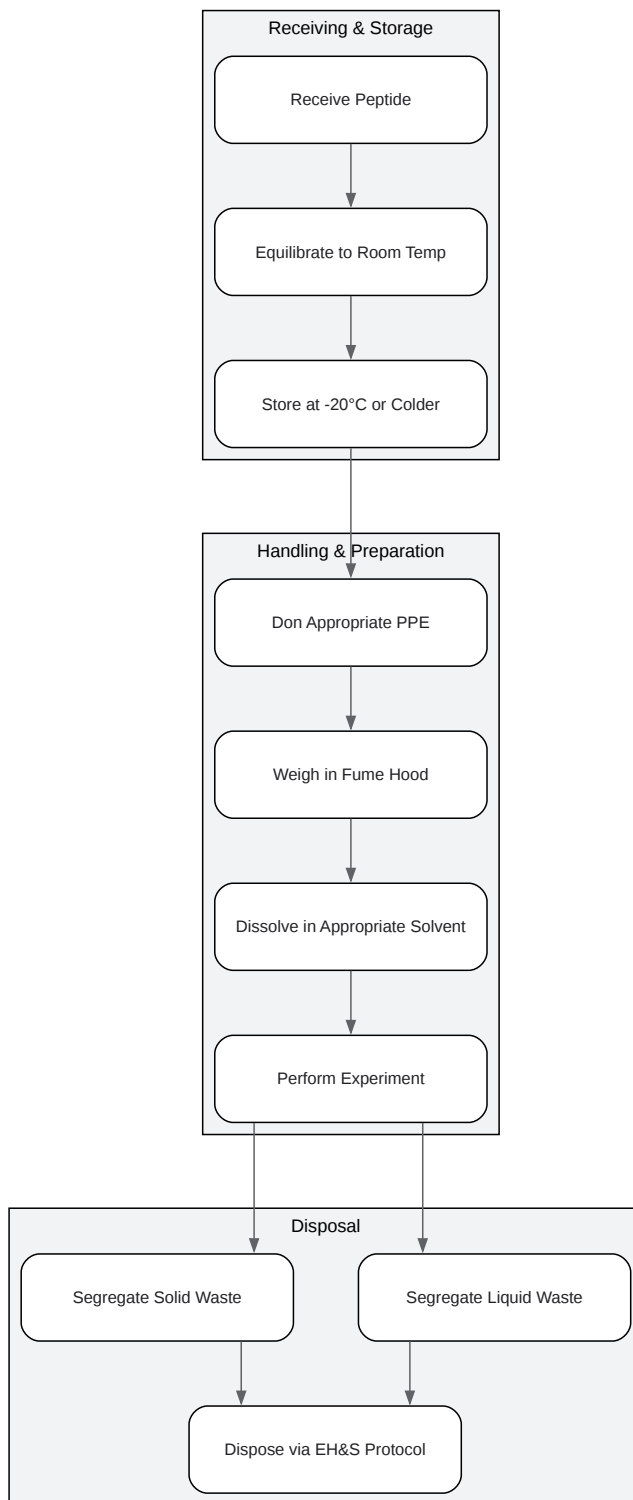 Receiving & Storage
Receive Peptide
Equilibrate to Room Temp
Store at -20°C or Colder
Handling & Preparation
Don Appropriate PPE
Weigh in Fume Hood
Dissolve in Appropriate Solvent
Perform Experiment
Disposal
Segregate Solid Waste
Segregate Liquid Waste
Dispose via EH&S Protocol